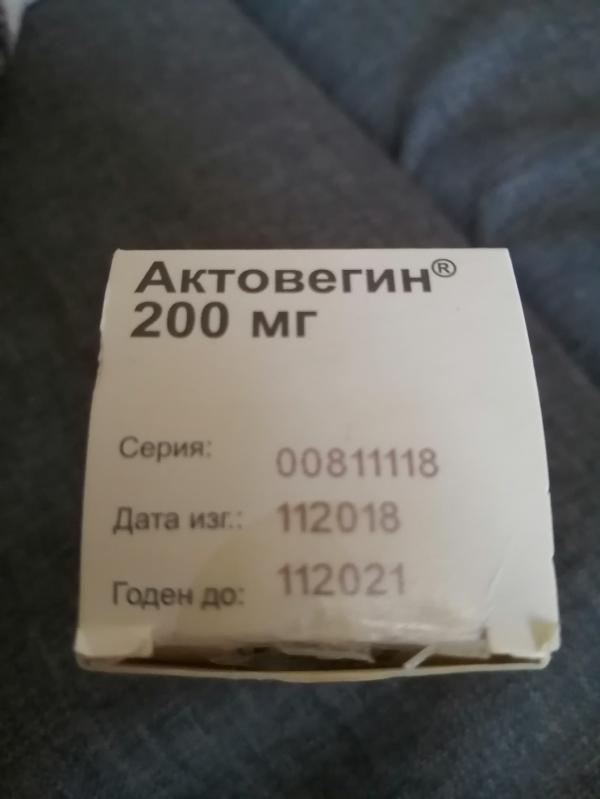 Актовегин®
200 мг
Серия: 00811118
Дата изг.: 112018
Годен до: 112021